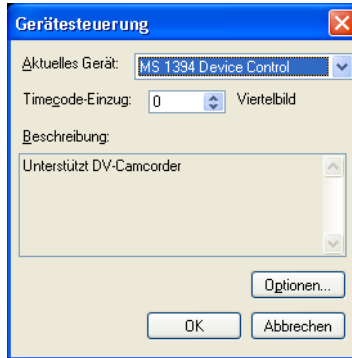 Gerätesteuerung
Aktuelles Gerät: MS 1394 Device Control
Timecode-Einzug: 0 Viertelbild
Beschreibung:
Unterstützt DV-Camcorder
Optionen...
OK Abbrechen